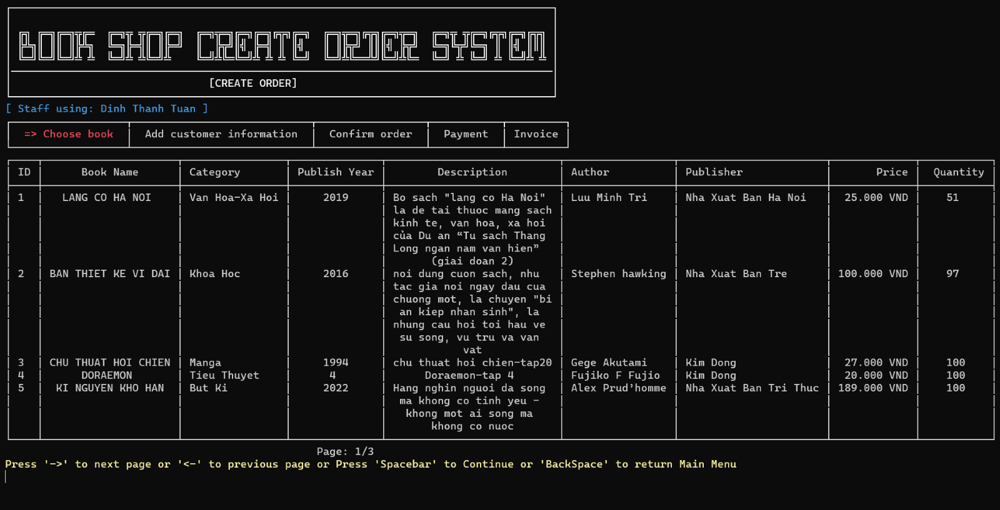 BOOK SHOP CREATE ORDER SYSTEM
[CREATE ORDER]
[ Staff using: Dinh Thanh Tuan ]
=> Choose book | Add customer information | Confirm order | Payment | Invoice
ID | Book Name | Category | Publish Year | Description | Author | Publisher | Price | Quantity
1 | LANG CO HA NOI | Van Hoa-Xa Hoi | 2019 | Bo sach "lang co Ha Noi" | Luu Minh Tri | Nha Xuat Ban Ha Noi | 25.000 VND | 51
la de tai thuoc mang sach
kinh te, van hoa, xa hoi
của Du an “Tu sach Thang
Long ngan nam van hien”
(giai doan 2)
2 | BAN THIET KE VI DAI | Khoa Hoc | 2016 | noi dung cuon sach, nhu | Stephen hawking | Nha Xuat Ban Tre | 100.000 VND | 97
tac gia noi ngay dau cua
chuong mot, la chuyen "bi
an kiep nhan sinh", la
nhung cau hoi toi hau ve
su song, vu tru va van
vat
3 | CHU THUAT HOI CHIEN | Manga | 1994 | chu thuat hoi chien-tap20 | Gege Akutami | Kim Dong | 27.000 VND | 100
4 | DORAEMON | Tieu Thuyet | 4 | Doraemon-tap 4 | Fujiko F Fujio | Kim Dong | 20.000 VND | 100
5 | KI NGUYEN KHO HAN | But Ki | 2022 | Hang nghin nguoi da song | Alex Prud’homme | Nha Xuat Ban Tri Thuc | 189.000 VND | 100
ma khong co tinh yeu -
khong mot ai song ma
khong co nuoc
Page: 1/3
Press '->' to next page or '<-' to previous page or Press 'Spacebar' to Continue or 'BackSpace' to return Main Menu